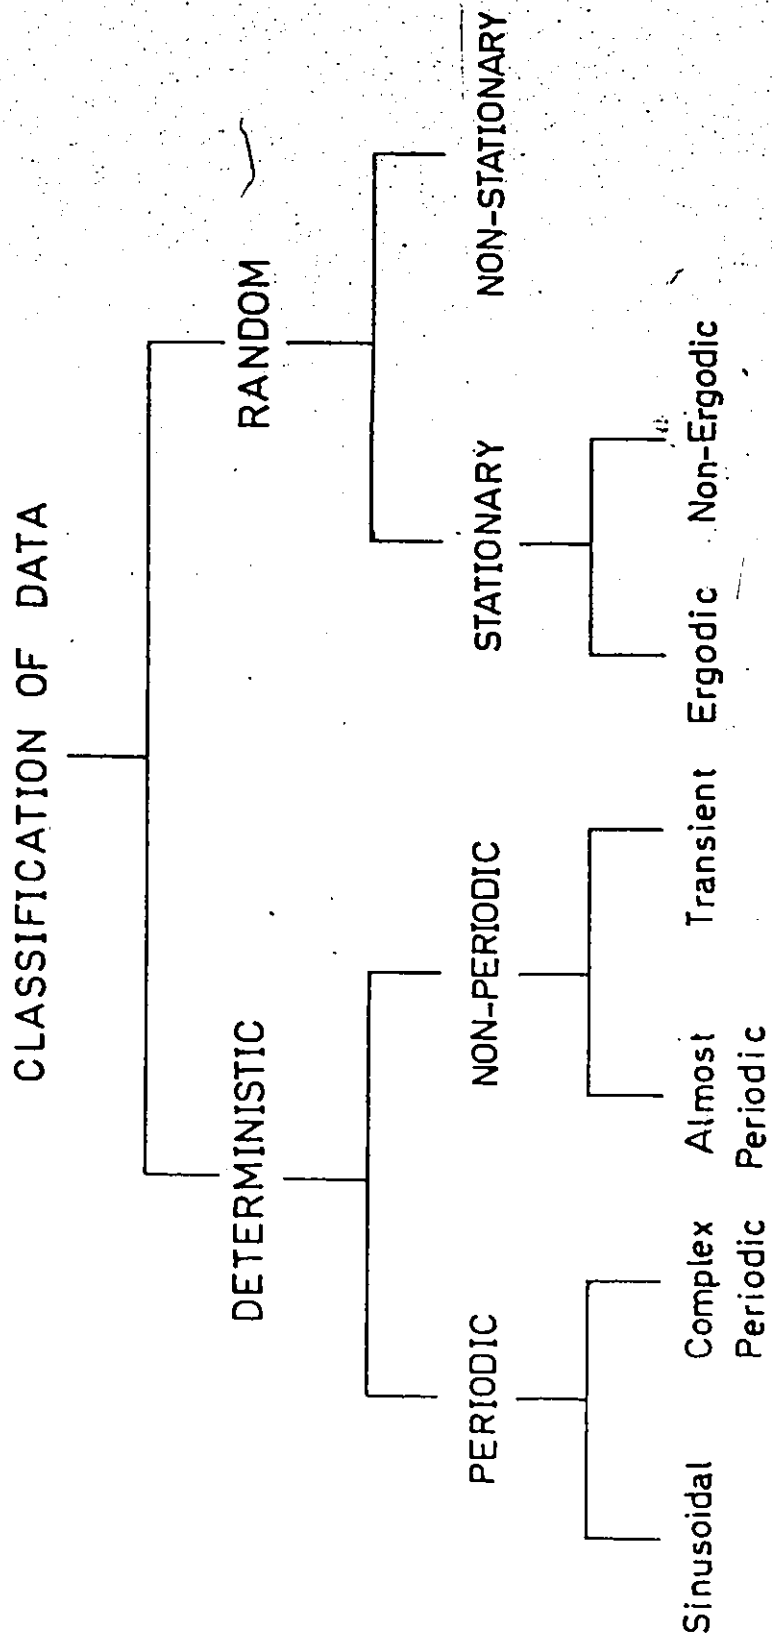 CLASSIFICATION OF DATA
DETERMINISTIC
RANDOM
PERIODIC
NON-PERIODIC
STATIONARY
NON-STATIONARY
Sinusoidal
Complex
Periodic
Almost
Periodic
Transient
Ergodic
Non-Ergodic